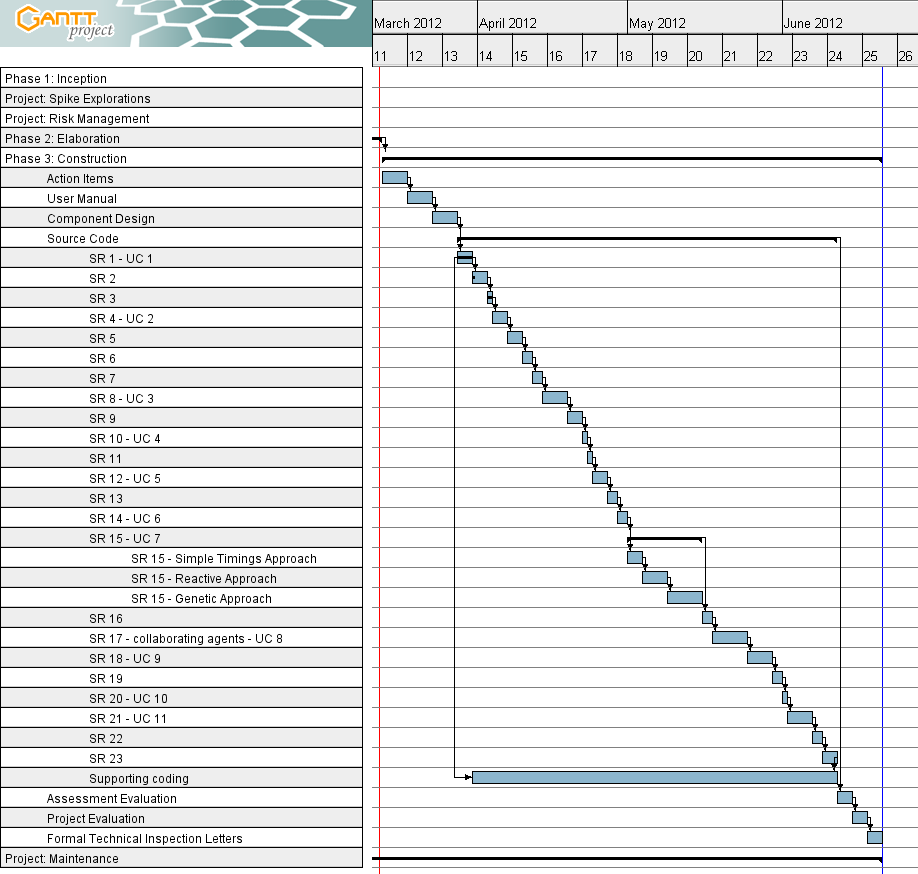 GANTT
project
March 2012 April 2012 May 2012 June 2012
11 12 13 14 15 16 17 18 19 20 21 22 23 24 25 26
Phase 1: Inception
Project: Spike Explorations
Project: Risk Management
Phase 2: Elaboration
Phase 3: Construction
Action Items
User Manual
Component Design
Source Code
SR 1 - UC 1
SR 2
SR 3
SR 4 - UC 2
SR 5
SR 6
SR 7
SR 8 - UC 3
SR 9
SR 10 - UC 4
SR 11
SR 12 - UC 5
SR 13
SR 14 - UC 6
SR 15 - UC 7
SR 15 - Simple Timings Approach
SR 15 - Reactive Approach
SR 15 - Genetic Approach
SR 16
SR 17 - collaborating agents - UC 8
SR 18 - UC 9
SR 19
SR 20 - UC 10
SR 21 - UC 11
SR 22
SR 23
Supporting coding
Assessment Evaluation
Project Evaluation
Formal Technical Inspection Letters
Project: Maintenance